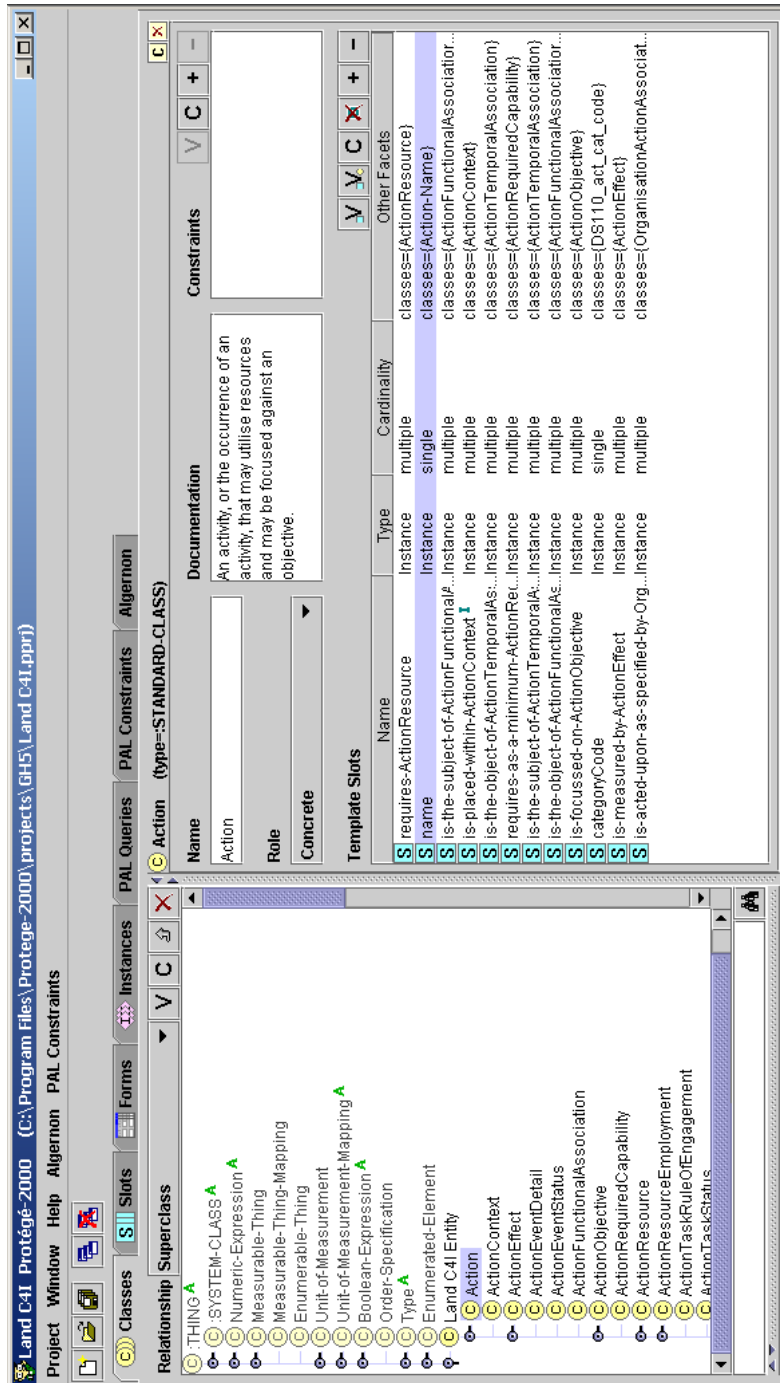 Land C4I  Protégé-2000    (C:\Program Files\Protege-2000\projects\GH5\Land C4I.pprj)
Project  Window  Help  Algernon  PAL Constraints
Classes  S Slots  Forms  Instances  PAL Queries  PAL Constraints  Algernon
Relationship  Superclass  V  C
:THING A
:SYSTEM-CLASS A
Numeric-Expression A
Measurable-Thing
Measurable-Thing-Mapping
Enumerable-Thing
Unit-of-Measurement
Unit-of-Measurement-Mapping A
Boolean-Expression A
Order-Specification
Type A
Enumerated-Element
Land C4I Entity
Action
ActionContext
ActionEffect
ActionEventDetail
ActionEventStatus
ActionFunctionalAssociation
ActionObjective
ActionRequiredCapability
ActionResource
ActionResourceEmployment
ActionTaskRuleOfEngagement
ActionTaskStatus
C Action    (type=:STANDARD-CLASS)  C X
Name
Action
Role
Concrete
Documentation
An activity, or the occurrence of an
activity, that may utilise resources
and may be focused against an
objective.
Constraints  V  C  +  -
Template Slots  V  V  C  X  +  -
Name  Type  Cardinality  Other Facets
S requires-ActionResource  Instance  multiple  classes={ActionResource}
S name  Instance  single  classes={Action-Name}
S is-the-subject-of-ActionFunctionalA...  Instance  multiple  classes={ActionFunctionalAssociatior...
S is-placed-within-ActionContext  Instance  multiple  classes={ActionContext}
S is-the-object-of-ActionTemporalAs:...  Instance  multiple  classes={ActionTemporalAssociation}
S requires-as-a-minimum-ActionRec...  Instance  multiple  classes={ActionRequiredCapability}
S is-the-subject-of-ActionTemporalA:...  Instance  multiple  classes={ActionTemporalAssociation}
S is-the-object-of-ActionFunctionalAs...  Instance  multiple  classes={ActionFunctionalAssociatior...
S is-focussed-on-ActionObjective  Instance  multiple  classes={ActionObjective}
S categoryCode  Instance  single  classes={DS110_act_cat_code}
S is-measured-by-ActionEffect  Instance  multiple  classes={ActionEffect}
S is-acted-upon-as-specified-by-Org...  Instance  multiple  classes={OrganisationActionAssociat...